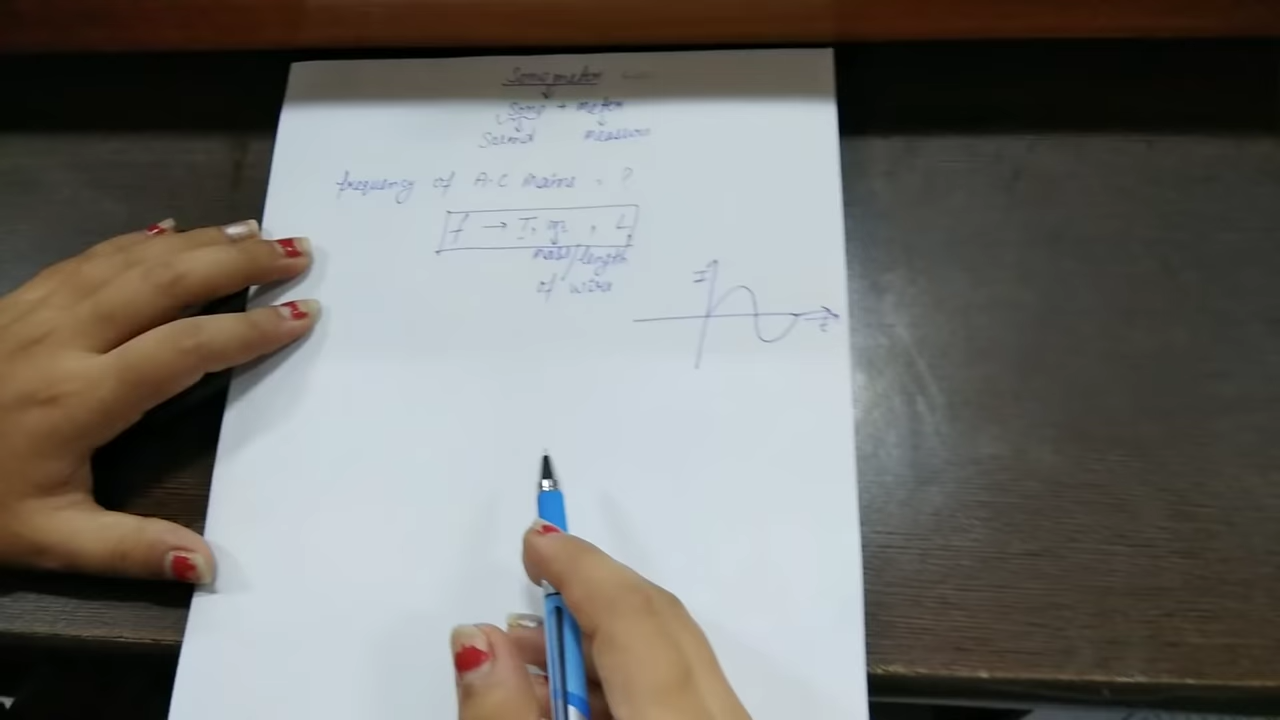 Sonometer
Sono + meter
Sound measure
frequency of A-C mains = ?
f → T, m , L
mass/length
of wire
I
t